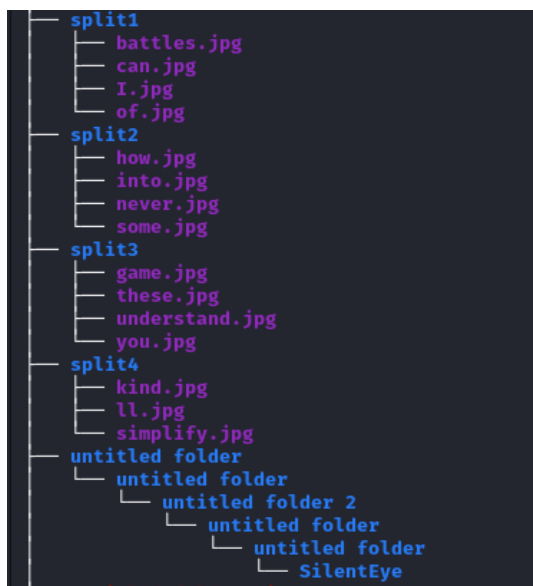 split1
battles.jpg
can.jpg
I.jpg
of.jpg
split2
how.jpg
into.jpg
never.jpg
some.jpg
split3
game.jpg
these.jpg
understand.jpg
you.jpg
split4
kind.jpg
ll.jpg
simplify.jpg
untitled folder
untitled folder
untitled folder 2
untitled folder
untitled folder
SilentEye